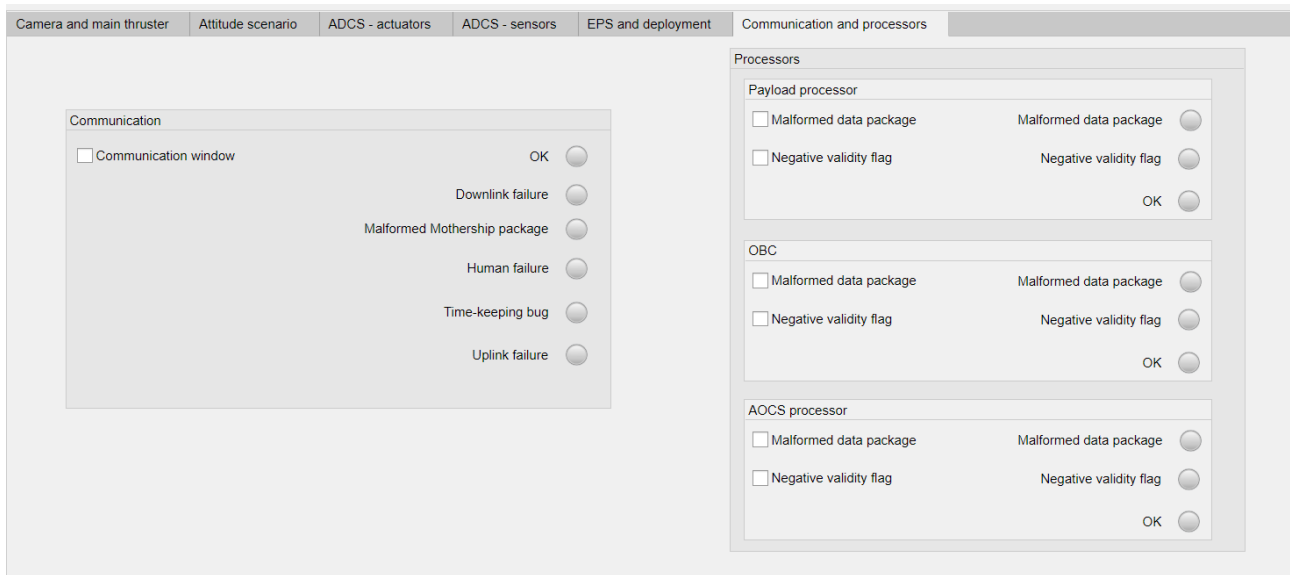 Camera and main thruster
Attitude scenario
ADCS - actuators
ADCS - sensors
EPS and deployment
Communication and processors
Communication
Communication window
OK
Downlink failure
Malformed Mothership package
Human failure
Time-keeping bug
Uplink failure
Processors
Payload processor
Malformed data package
Malformed data package
Negative validity flag
Negative validity flag
OK
OBC
Malformed data package
Malformed data package
Negative validity flag
Negative validity flag
OK
AOCS processor
Malformed data package
Malformed data package
Negative validity flag
Negative validity flag
OK